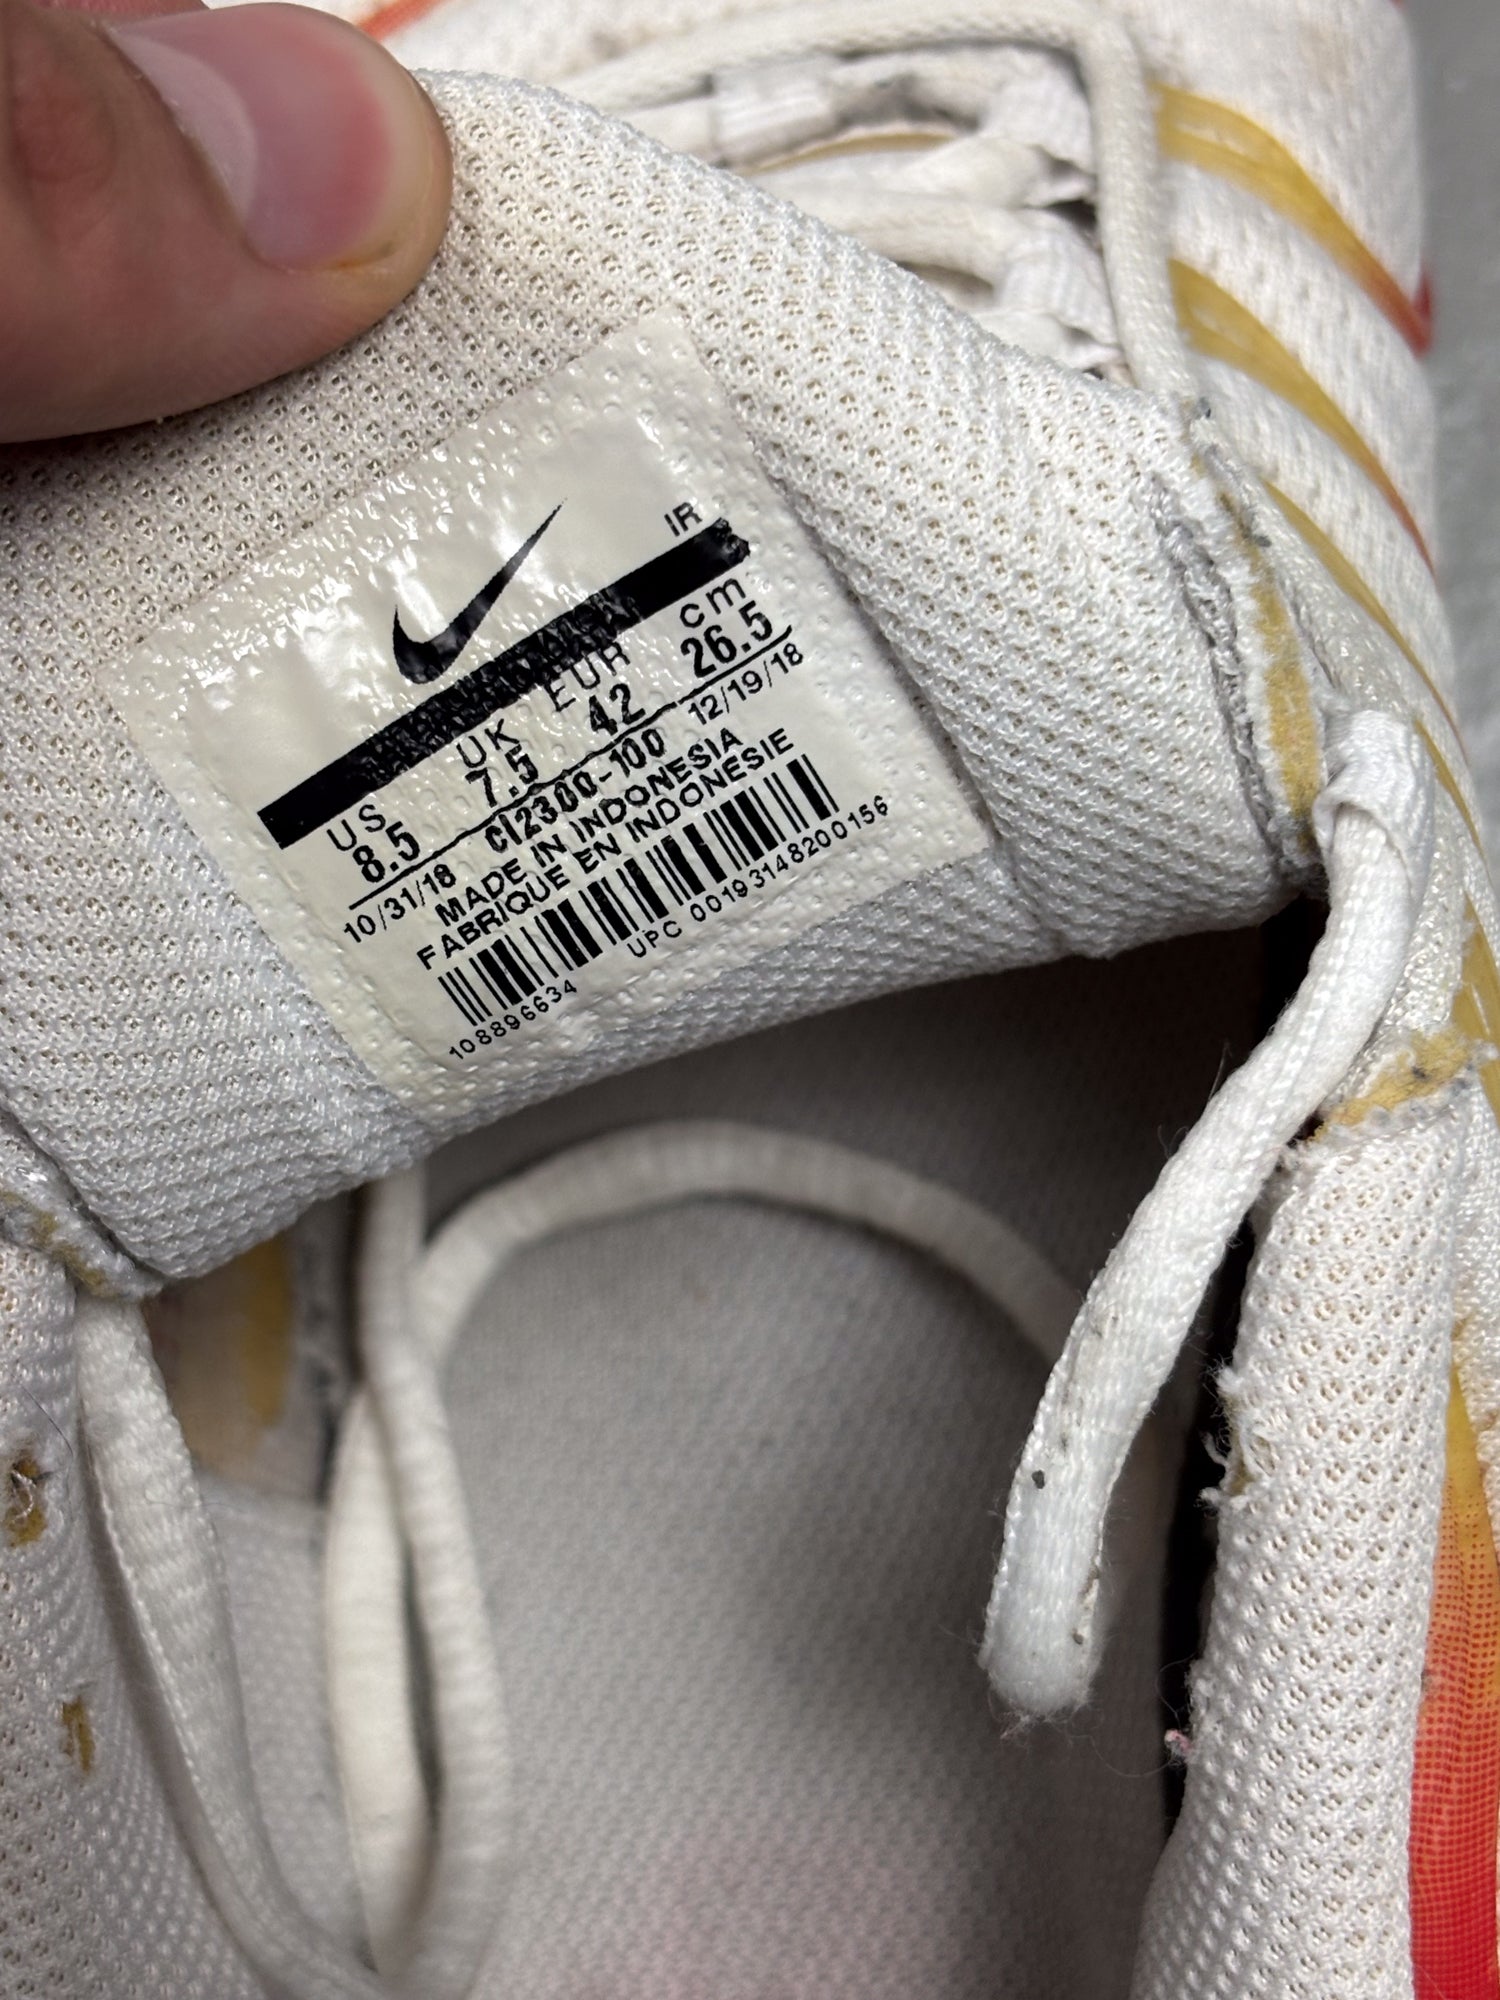 IR
US UK EUR cm
8.5 7.5 42 26.5
10/31/18 CI2300-100 12/19/18
MADE IN INDONESIA
FABRIQUE EN INDONESIE
108896634 UPC 00193148200156